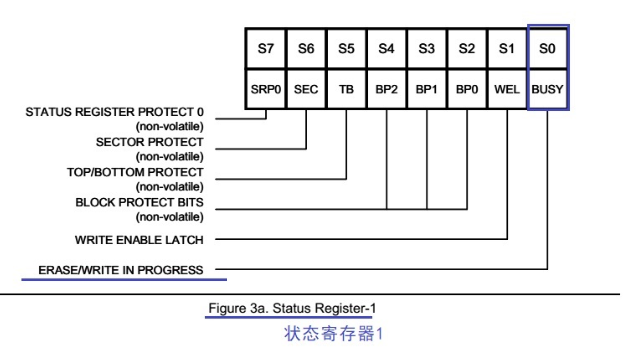 S7 S6 S5 S4 S3 S2 S1 S0
SRP0 SEC TB BP2 BP1 BP0 WEL BUSY
STATUS REGISTER PROTECT 0
(non-volatile)
SECTOR PROTECT
(non-volatile)
TOP/BOTTOM PROTECT
(non-volatile)
BLOCK PROTECT BITS
(non-volatile)
WRITE ENABLE LATCH
ERASE/WRITE IN PROGRESS
Figure 3a. Status Register-1
状态寄存器1